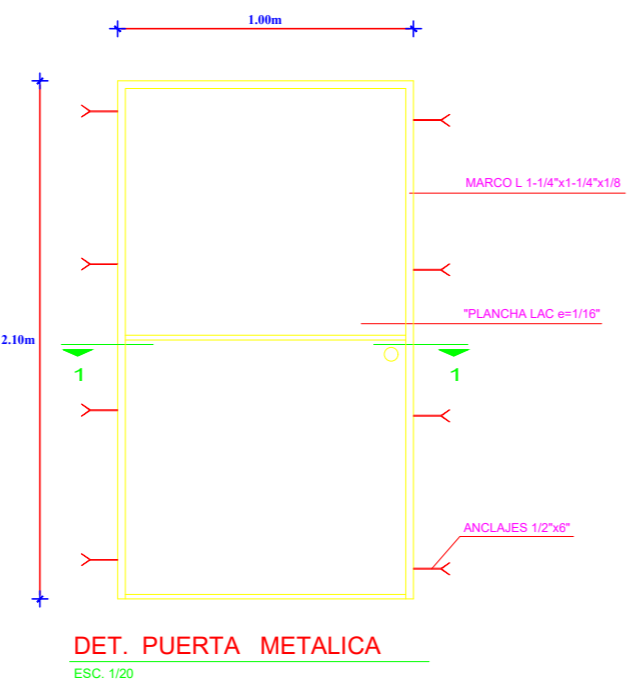 1.00m
MARCO L 1-1/4"x1-1/4"x1/8
"PLANCHA LAC e=1/16"
2.10m
1
1
ANCLAJES 1/2"x6"
DET. PUERTA METALICA
ESC. 1/20